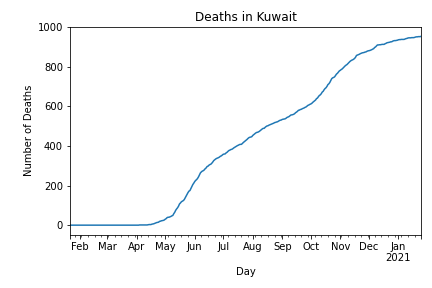 Deaths in Kuwait
1000
800
600
400
200
0
Number of Deaths
Feb Mar Apr May Jun Jul Aug Sep Oct Nov Dec Jan
2021
Day